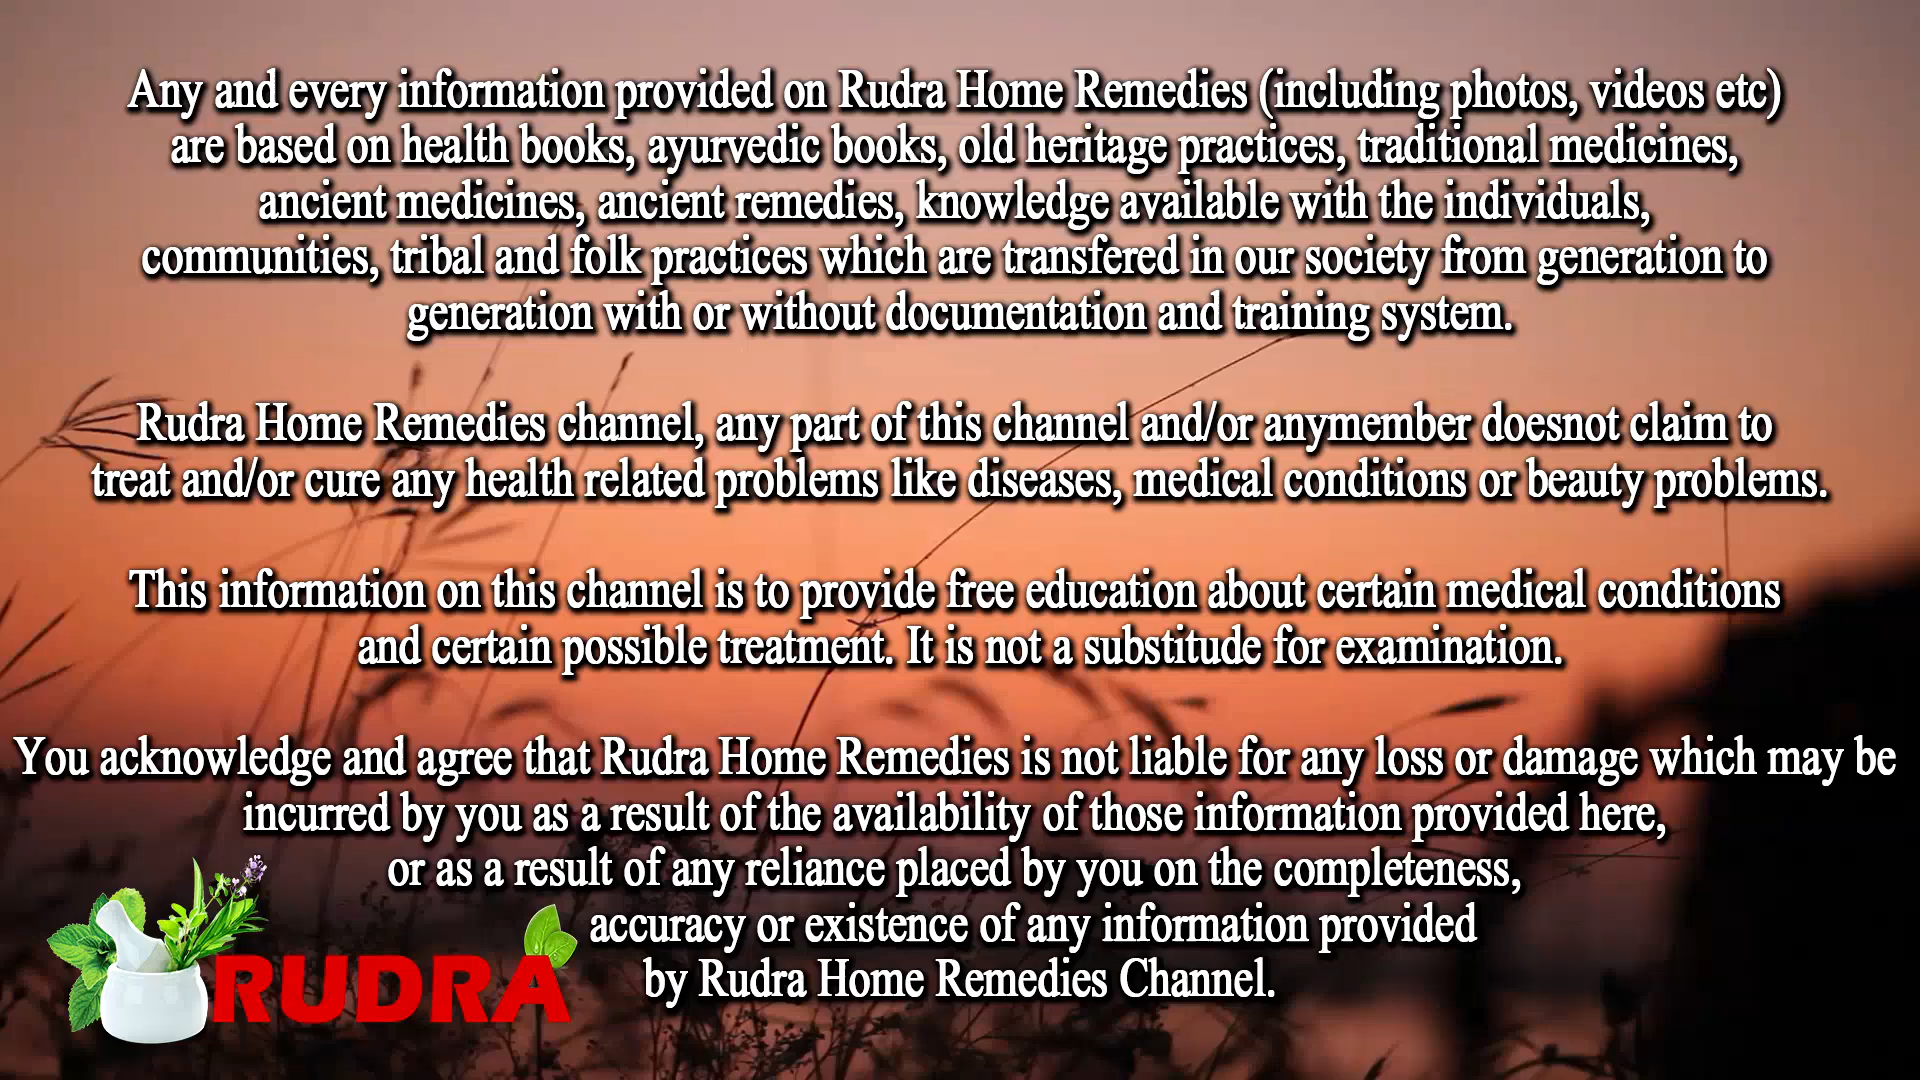 Any and every information provided on Rudra Home Remedies (including photos, videos etc)
are based on health books, ayurvedic books, old heritage practices, traditional medicines,
ancient medicines, ancient remedies, knowledge available with the individuals,
communities, tribal and folk practices which are transfered in our society from generation to
generation with or without documentation and training system.
Rudra Home Remedies channel, any part of this channel and/or anymember doesnot claim to
treat and/or cure any health related problems like diseases, medical conditions or beauty problems.
This information on this channel is to provide free education about certain medical conditions
and certain possible treatment. It is not a substitude for examination.
You acknowledge and agree that Rudra Home Remedies is not liable for any loss or damage which may be
incurred by you as a result of the availability of those information provided here,
or as a result of any reliance placed by you on the completeness,
accuracy or existence of any information provided
by Rudra Home Remedies Channel.
RUDRA